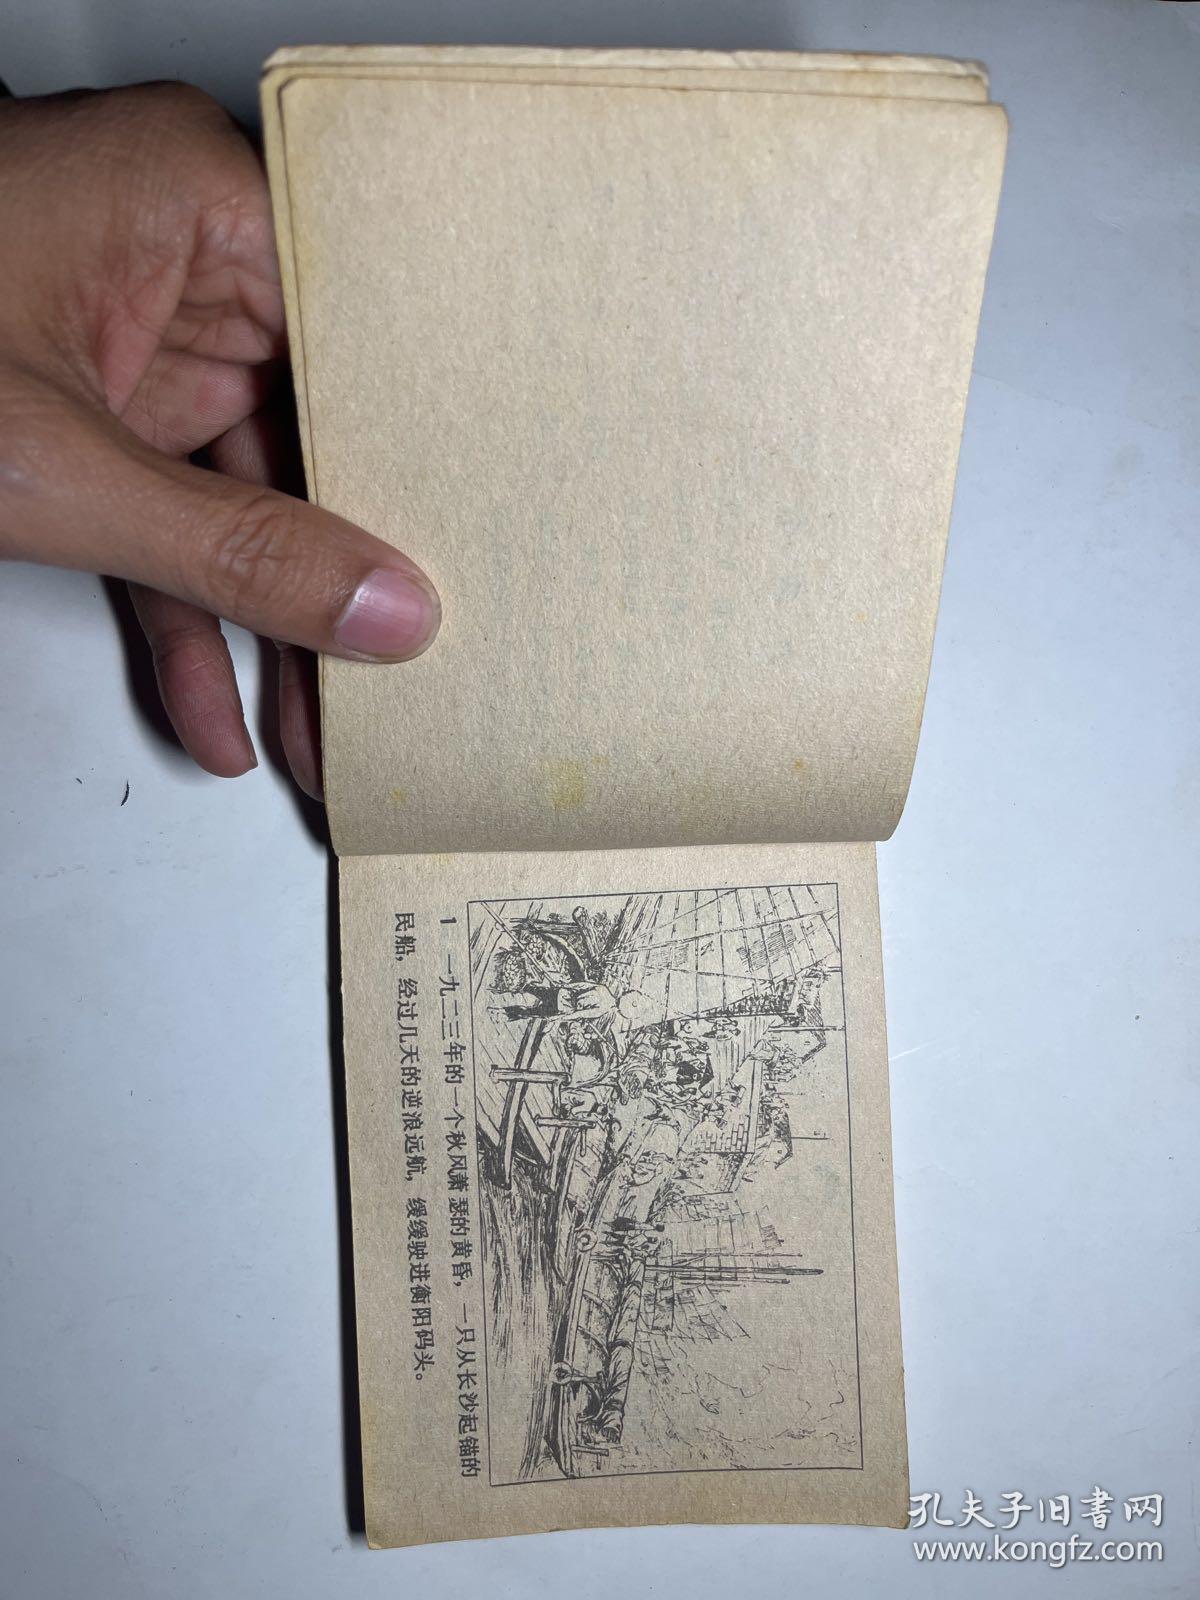 1 一九二三年的一个秋风萧瑟的黄昏，一只从长沙起锚的
民船，经过几天的逆浪远航，缓缓驶进衡阳码头。
孔夫子旧书网
www.kongfz.com